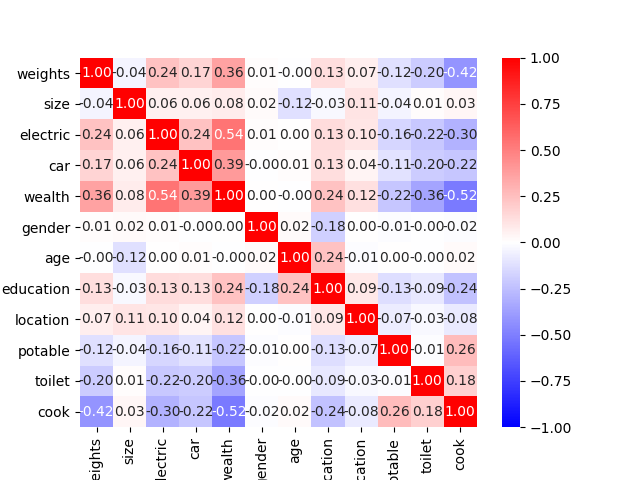 weights 1.00 -0.04 0.24 0.17 0.36 0.01 -0.00 0.13 0.07 -0.12 -0.20 -0.42
size -0.04 1.00 0.06 0.06 0.08 0.02 -0.12 -0.03 0.11 -0.04 0.01 0.03
electric 0.24 0.06 1.00 0.24 0.54 0.01 0.00 0.13 0.10 -0.16 -0.22 -0.30
car 0.17 0.06 0.24 1.00 0.39 -0.00 0.01 0.13 0.04 -0.11 -0.20 -0.22
wealth 0.36 0.08 0.54 0.39 1.00 0.00 -0.00 0.24 0.12 -0.22 -0.36 -0.52
gender 0.01 0.02 0.01 -0.00 0.00 1.00 0.02 -0.18 0.00 -0.01 -0.00 -0.02
age -0.00 -0.12 0.00 0.01 -0.00 0.02 1.00 0.24 -0.01 0.00 -0.00 0.02
education 0.13 -0.03 0.13 0.13 0.24 -0.18 0.24 1.00 0.09 -0.13 -0.09 -0.24
location 0.07 0.11 0.10 0.04 0.12 0.00 -0.01 0.09 1.00 -0.07 -0.03 -0.08
potable -0.12 -0.04 -0.16 -0.11 -0.22 -0.01 0.00 -0.13 -0.07 1.00 -0.01 0.26
toilet -0.20 0.01 -0.22 -0.20 -0.36 -0.00 -0.00 -0.09 -0.03 -0.01 1.00 0.18
cook -0.42 0.03 -0.30 -0.22 -0.52 -0.02 0.02 -0.24 -0.08 0.26 0.18 1.00
eights size lectric car wealth gender age cation cation otable toilet cook
1.00
0.75
0.50
0.25
0.00
−0.25
−0.50
−0.75
−1.00